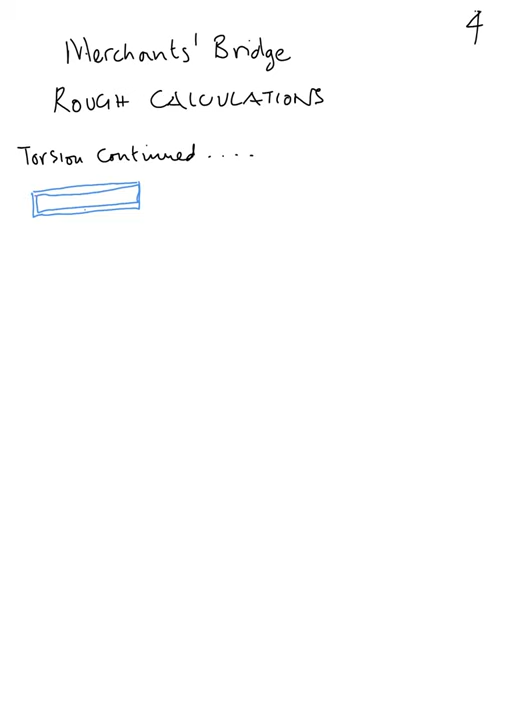 4
Merchants' Bridge
ROUGH CALCULATIONS
Torsion continued ....